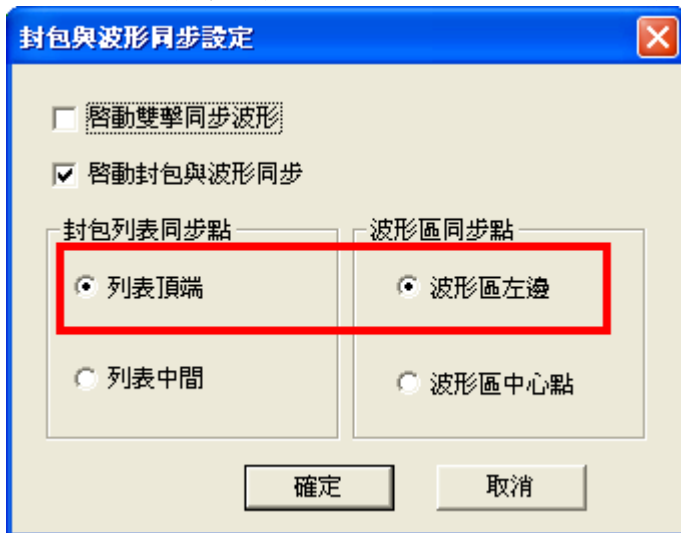 封包與波形同步設定
啓動雙擊同步波形
啓動封包與波形同步
封包列表同步點
波形區同步點
列表頂端
波形區左邊
列表中間
波形區中心點
確定
取消